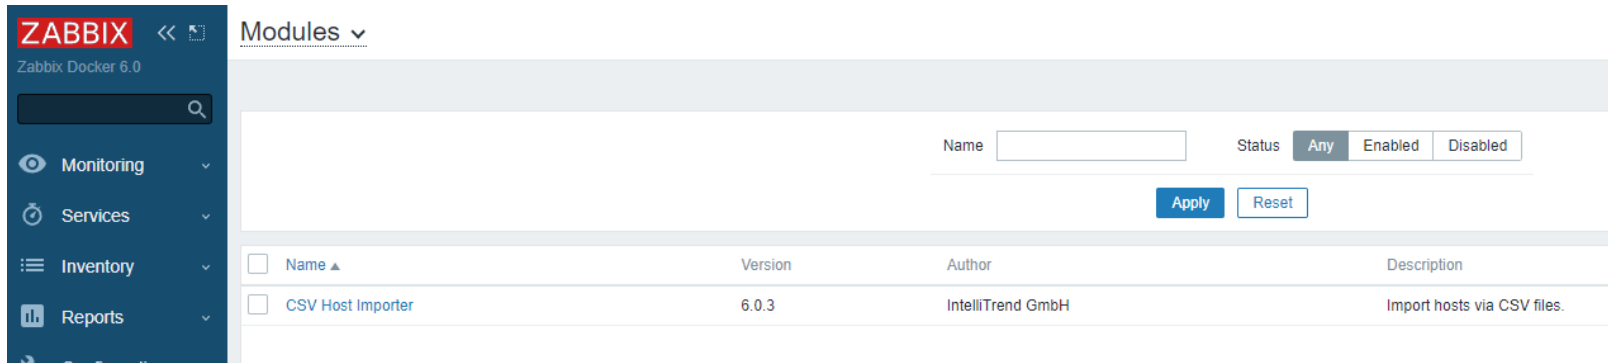 ZABBIX
Zabbix Docker 6.0
Monitoring
Services
Inventory
Reports
Modules
Name
Status Any Enabled Disabled
Apply Reset
Name Version Author Description
CSV Host Importer 6.0.3 IntelliTrend GmbH Import hosts via CSV files.